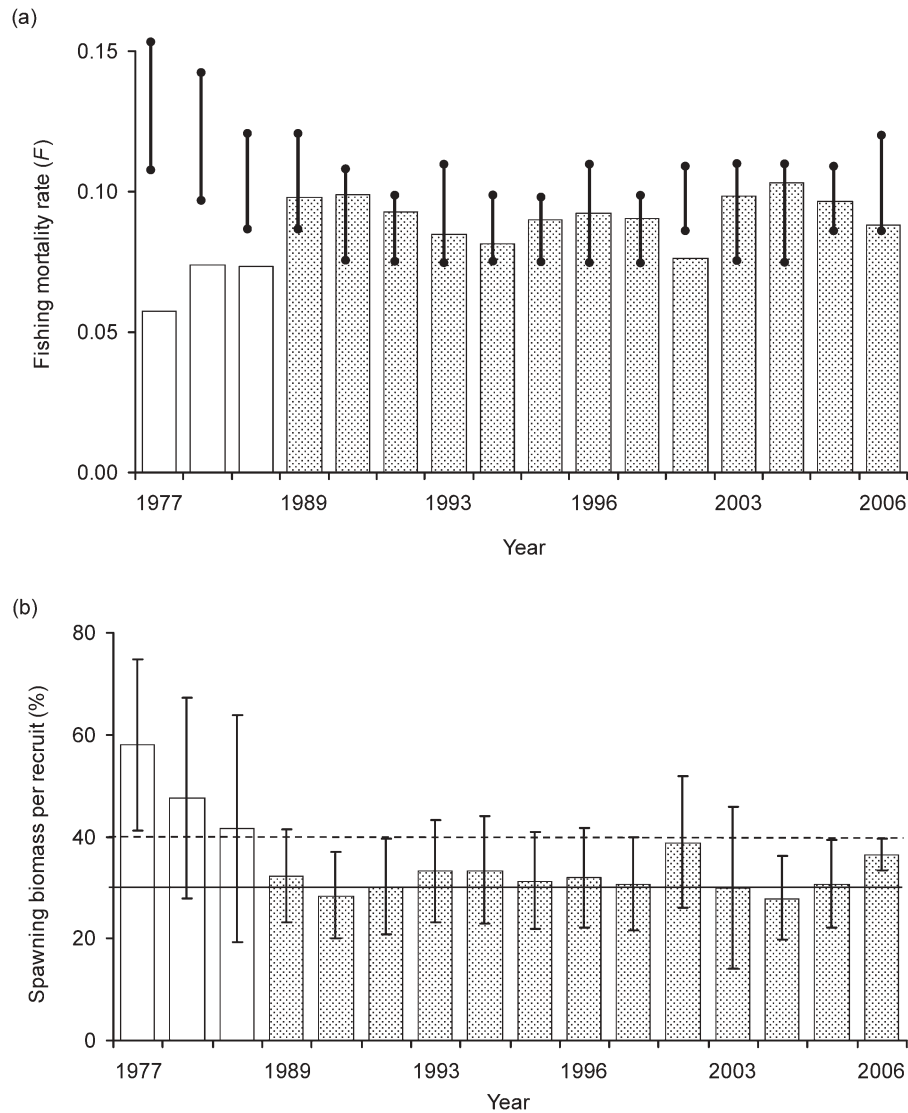 (a)
0.15
0.10
0.05
0.00
Fishing mortality rate (F)
1977 1989 1993 1996 2003 2006
Year
(b)
80
60
40
20
0
Spawning biomass per recruit (%)
1977 1989 1993 1996 2003 2006
Year